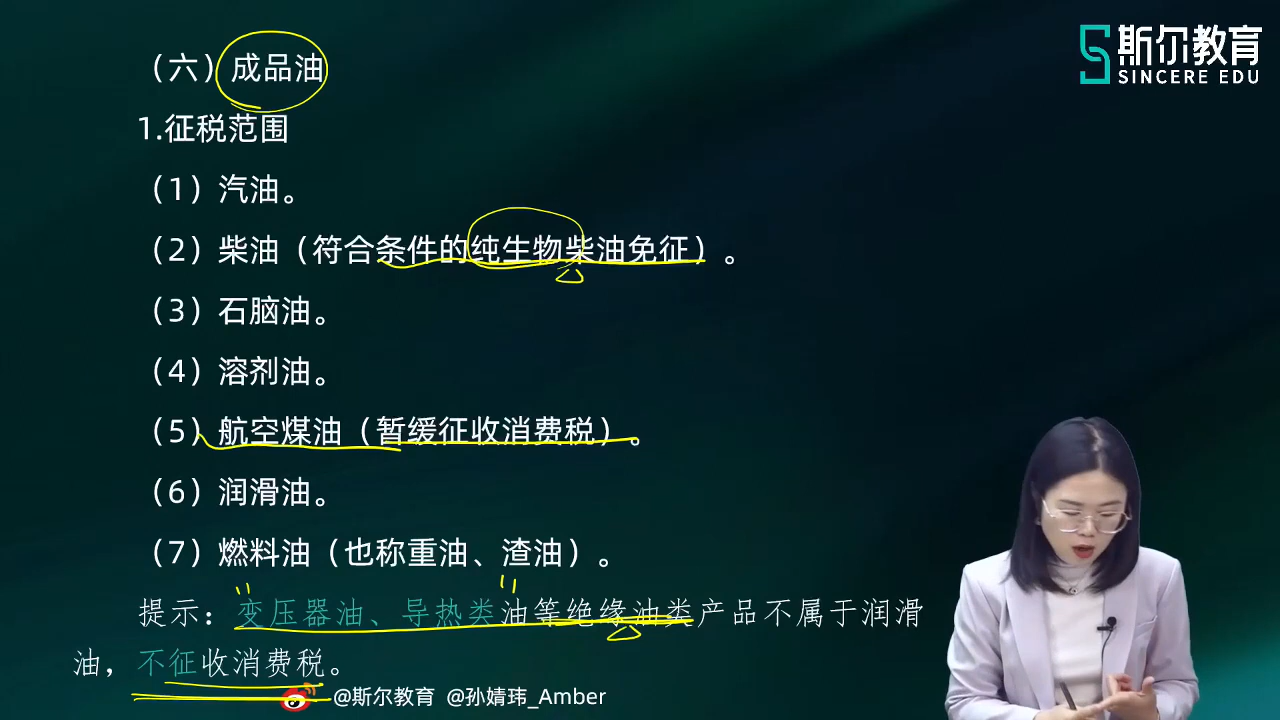 斯尔教育
SINCERE EDU
（六）成品油
1.征税范围
（1）汽油。
（2）柴油（符合条件的纯生物柴油免征）。
（3）石脑油。
（4）溶剂油。
（5）航空煤油（暂缓征收消费税）。
（6）润滑油。
（7）燃料油（也称重油、渣油）。
提示：变压器油、导热类油等绝缘油类产品不属于润滑
油，不征收消费税。
@斯尔教育 @孙婧玮_Amber